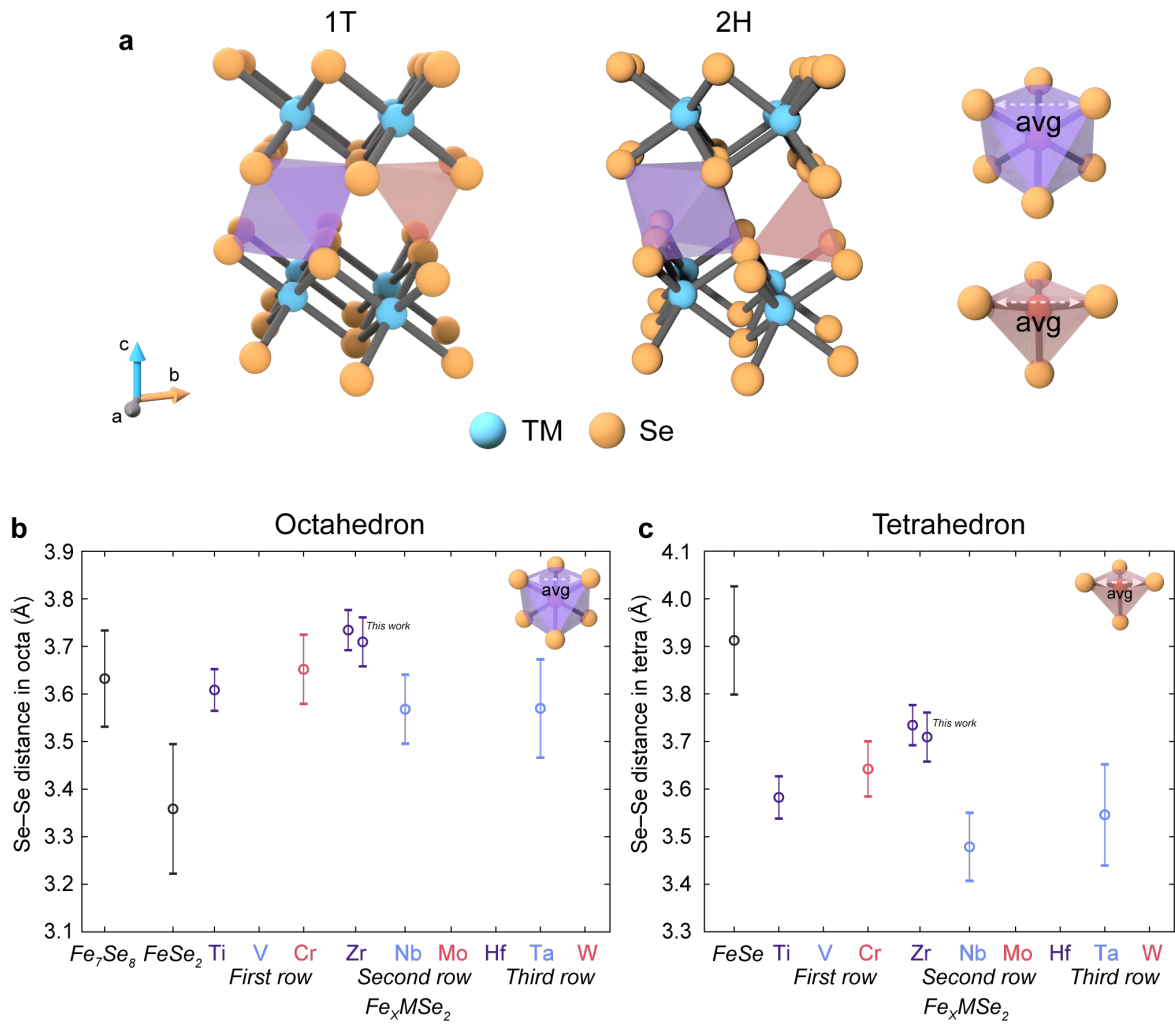 a
1T
2H
avg
avg
c
b
a
TM
Se
b
Octahedron
Se–Se distance in octa (Å)
3.9
3.8
3.7
3.6
3.5
3.4
3.3
3.2
3.1
avg
This work
Fe₇Se₈ FeSe₂ Ti V Cr Zr Nb Mo Hf Ta W
First row Second row Third row
FeₓMSe₂
c
Tetrahedron
Se–Se distance in tetra (Å)
4.1
4.0
3.9
3.8
3.7
3.6
3.5
3.4
3.3
avg
This work
FeSe Ti V Cr Zr Nb Mo Hf Ta W
First row Second row Third row
FeₓMSe₂